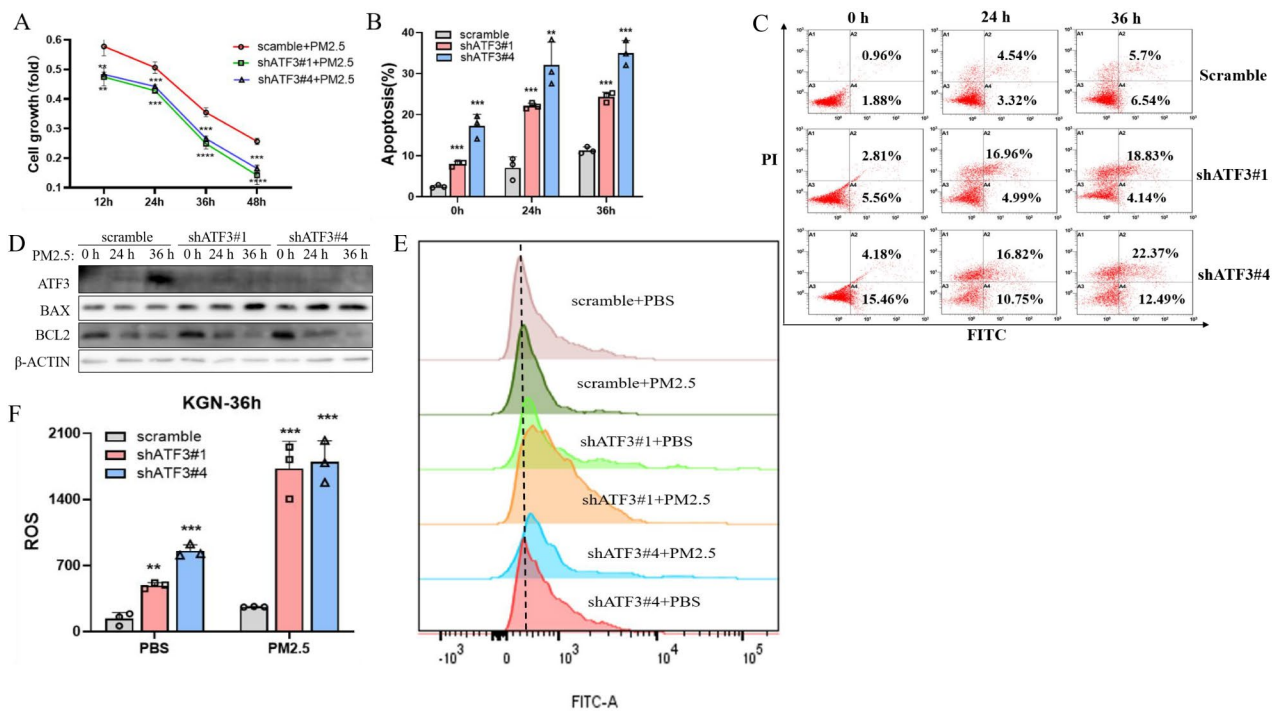 A
Cell growth (fold)
0.6
0.5
0.4
0.3
0.2
0.1
12h 24h 36h 48h
scamble+PM2.5
shATF3#1+PM2.5
shATF3#4+PM2.5
** *** *** ***
** *** **** ****
B
Apoptosis(%)
40
30
20
10
0
0h 24h 36h
scramble
shATF3#1
shATF3#4
*** *** *** ** *** ***
C
0 h 24 h 36 h
0.96% 4.54% 5.7%
Scramble
1.88% 3.32% 6.54%
PI
2.81% 16.96% 18.83%
shATF3#1
5.56% 4.99% 4.14%
4.18% 16.82% 22.37%
shATF3#4
15.46% 10.75% 12.49%
FITC
D
scramble shATF3#1 shATF3#4
PM2.5: 0 h 24 h 36 h 0 h 24 h 36 h 0 h 24 h 36 h
ATF3
BAX
BCL2
β-ACTIN
E
scramble+PBS
scramble+PM2.5
shATF3#1+PBS
shATF3#1+PM2.5
shATF3#4+PM2.5
shATF3#4+PBS
-10³ 0 10³ 10⁴ 10⁵
FITC-A
F
KGN-36h
ROS
2100
1400
700
0
scramble
shATF3#1
shATF3#4
** *** *** ***
PBS PM2.5